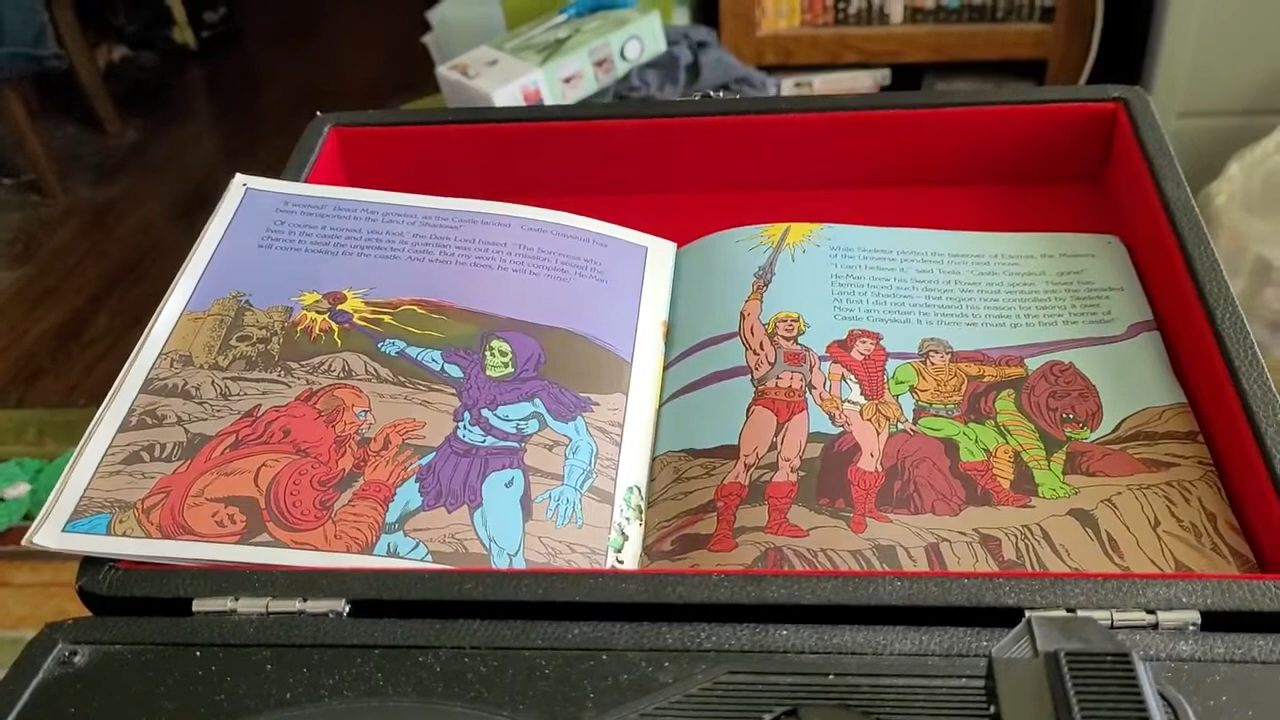 "It worked!" Beast Man growled, as the Castle landed. "Castle Grayskull has
been transported to the Land of Shadows!"
"Of course it worked, you fool," the Dark Lord hissed. "The Sorceress who
lives in the castle and acts as its guardian was out on a mission. I seized the
chance to steal the unprotected castle. But my work is not complete. He-Man
will come looking for the castle. And when he does, he will be mine!"
While Skeletor plotted the takeover of Eternia, the Masters
of the Universe pondered their next move.
"I can't believe it," said Teela. "Castle Grayskull...gone!"
He-Man drew his Sword of Power and spoke. "Never has
Eternia faced such danger. We must venture into the dreaded
Land of Shadows—that region now controlled by Skeletor.
At first I did not understand his reason for taking it over.
Now I am certain he intends to make it the new home of
Castle Grayskull. It is there we must go to find the castle!"